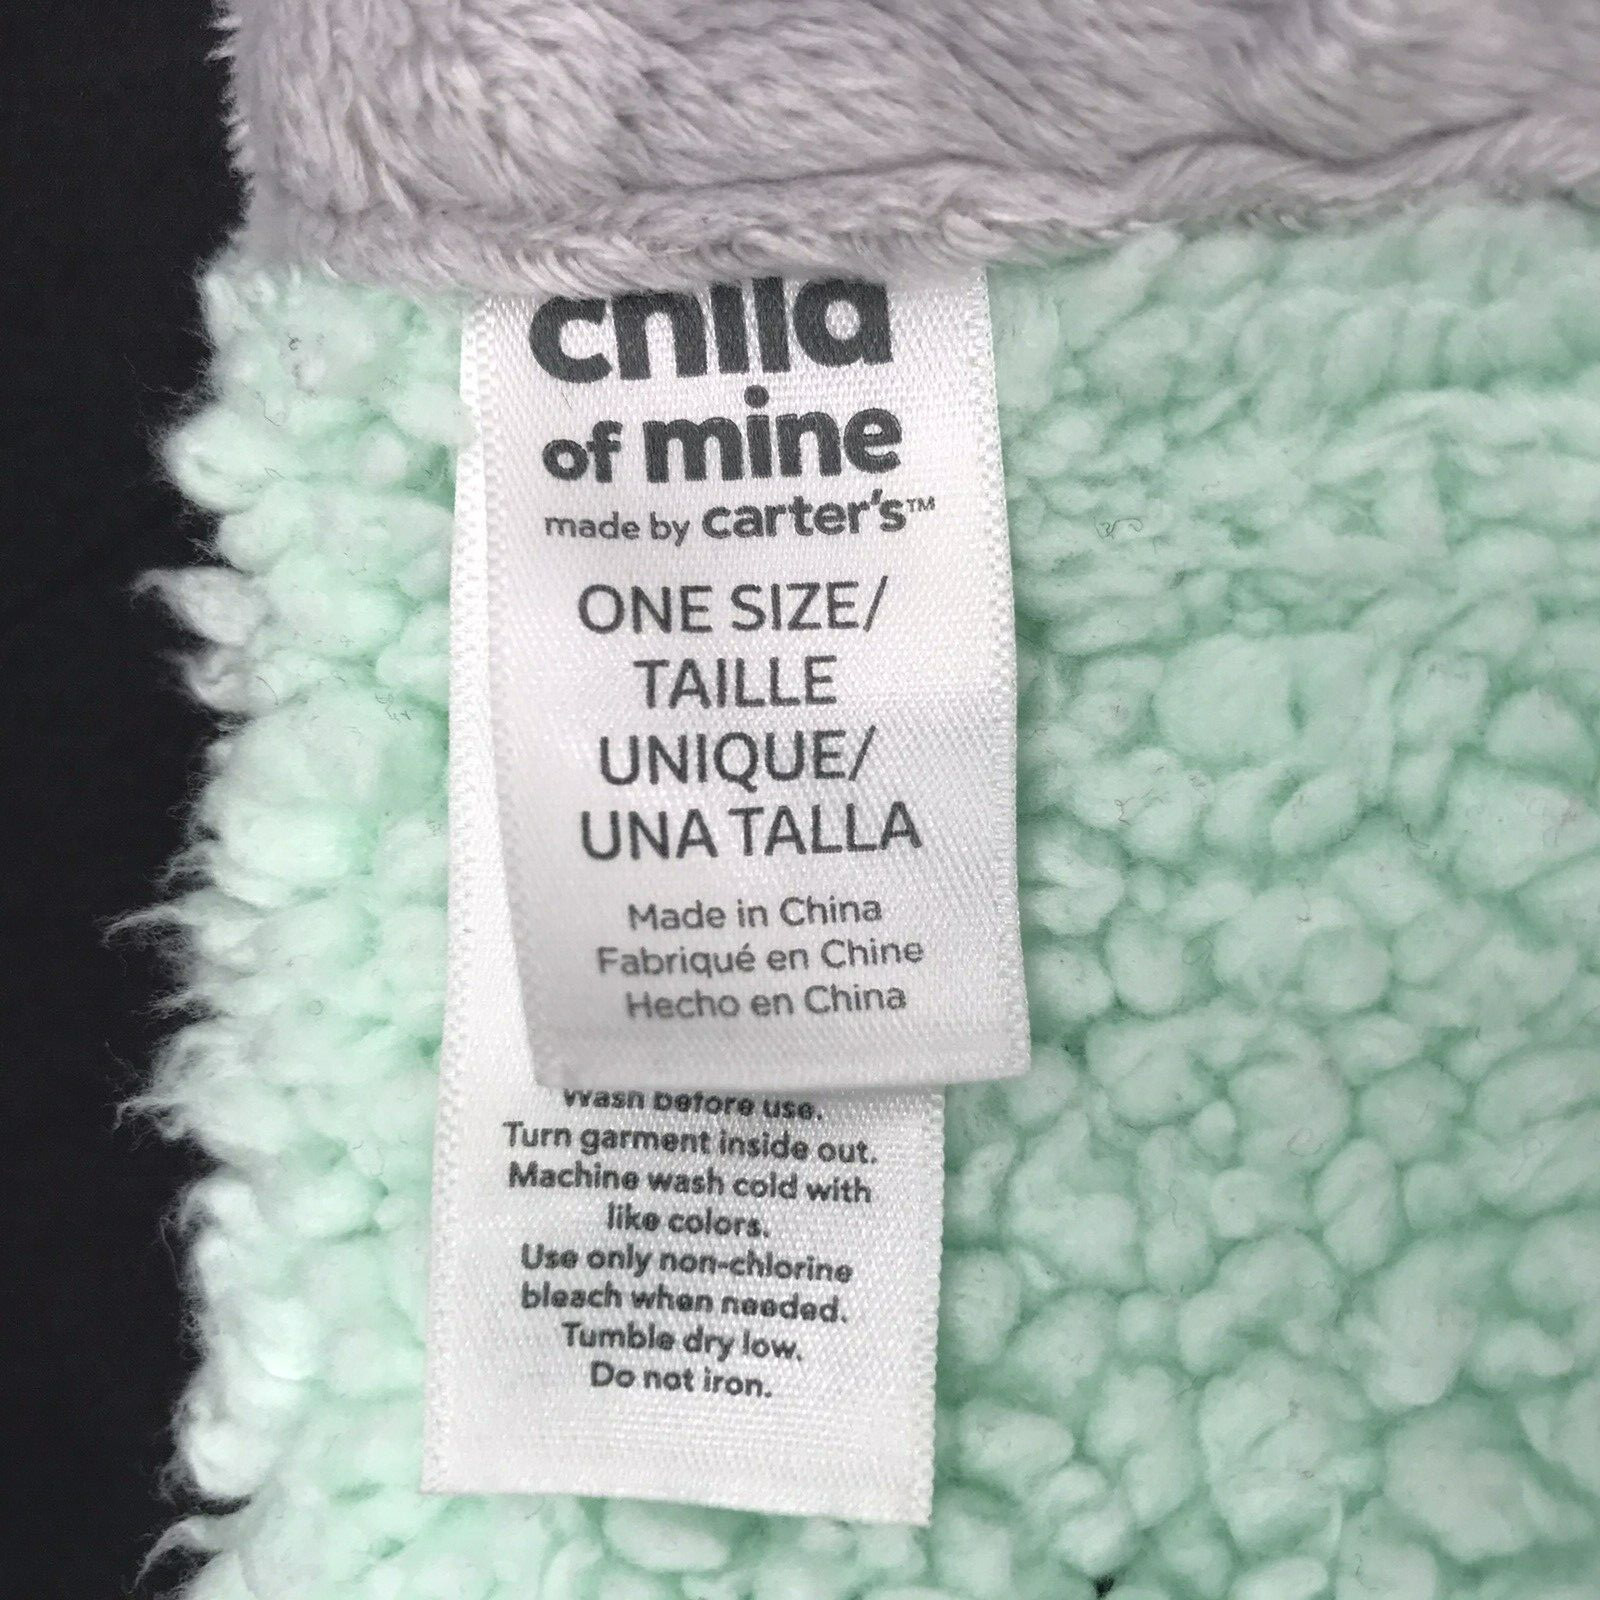 child
of mine
made by carter's™
ONE SIZE/
TAILLE
UNIQUE/
UNA TALLA
Made in China
Fabriqué en Chine
Hecho en China
Wash before use.
Turn garment inside out.
Machine wash cold with
like colors.
Use only non-chlorine
bleach when needed.
Tumble dry low.
Do not iron.